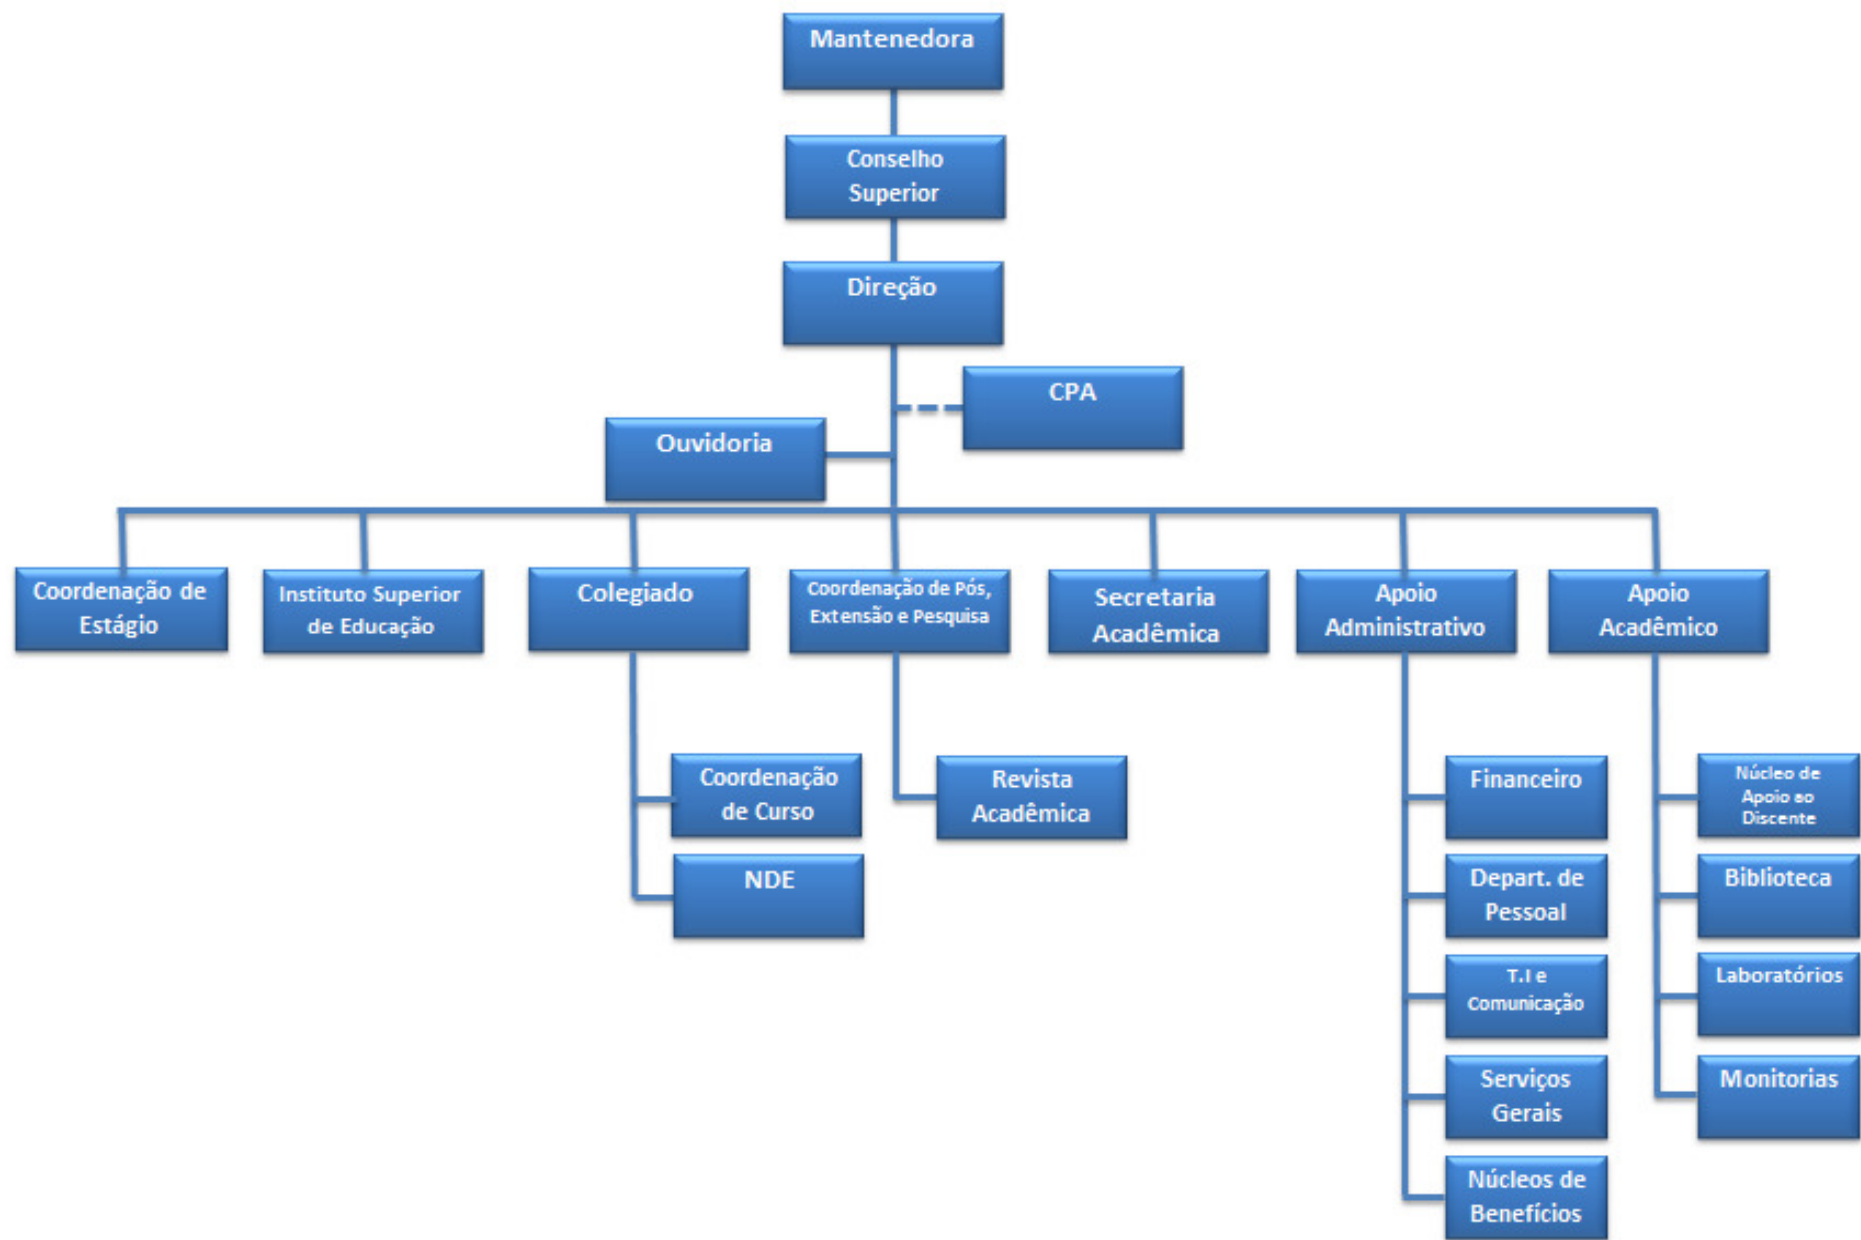 Mantenedora
Conselho
Superior
Direção
CPA
Ouvidoria
Coordenação de
Estágio
Instituto Superior
de Educação
Colegiado
Coordenação de Pós,
Extensão e Pesquisa
Secretaria
Acadêmica
Apoio
Administrativo
Apoio
Acadêmico
Coordenação
de Curso
NDE
Revista
Acadêmica
Financeiro
Depart. de
Pessoal
T.I e
Comunicação
Serviços
Gerais
Núcleos de
Benefícios
Núcleo de
Apoio ao
Discente
Biblioteca
Laboratórios
Monitorias